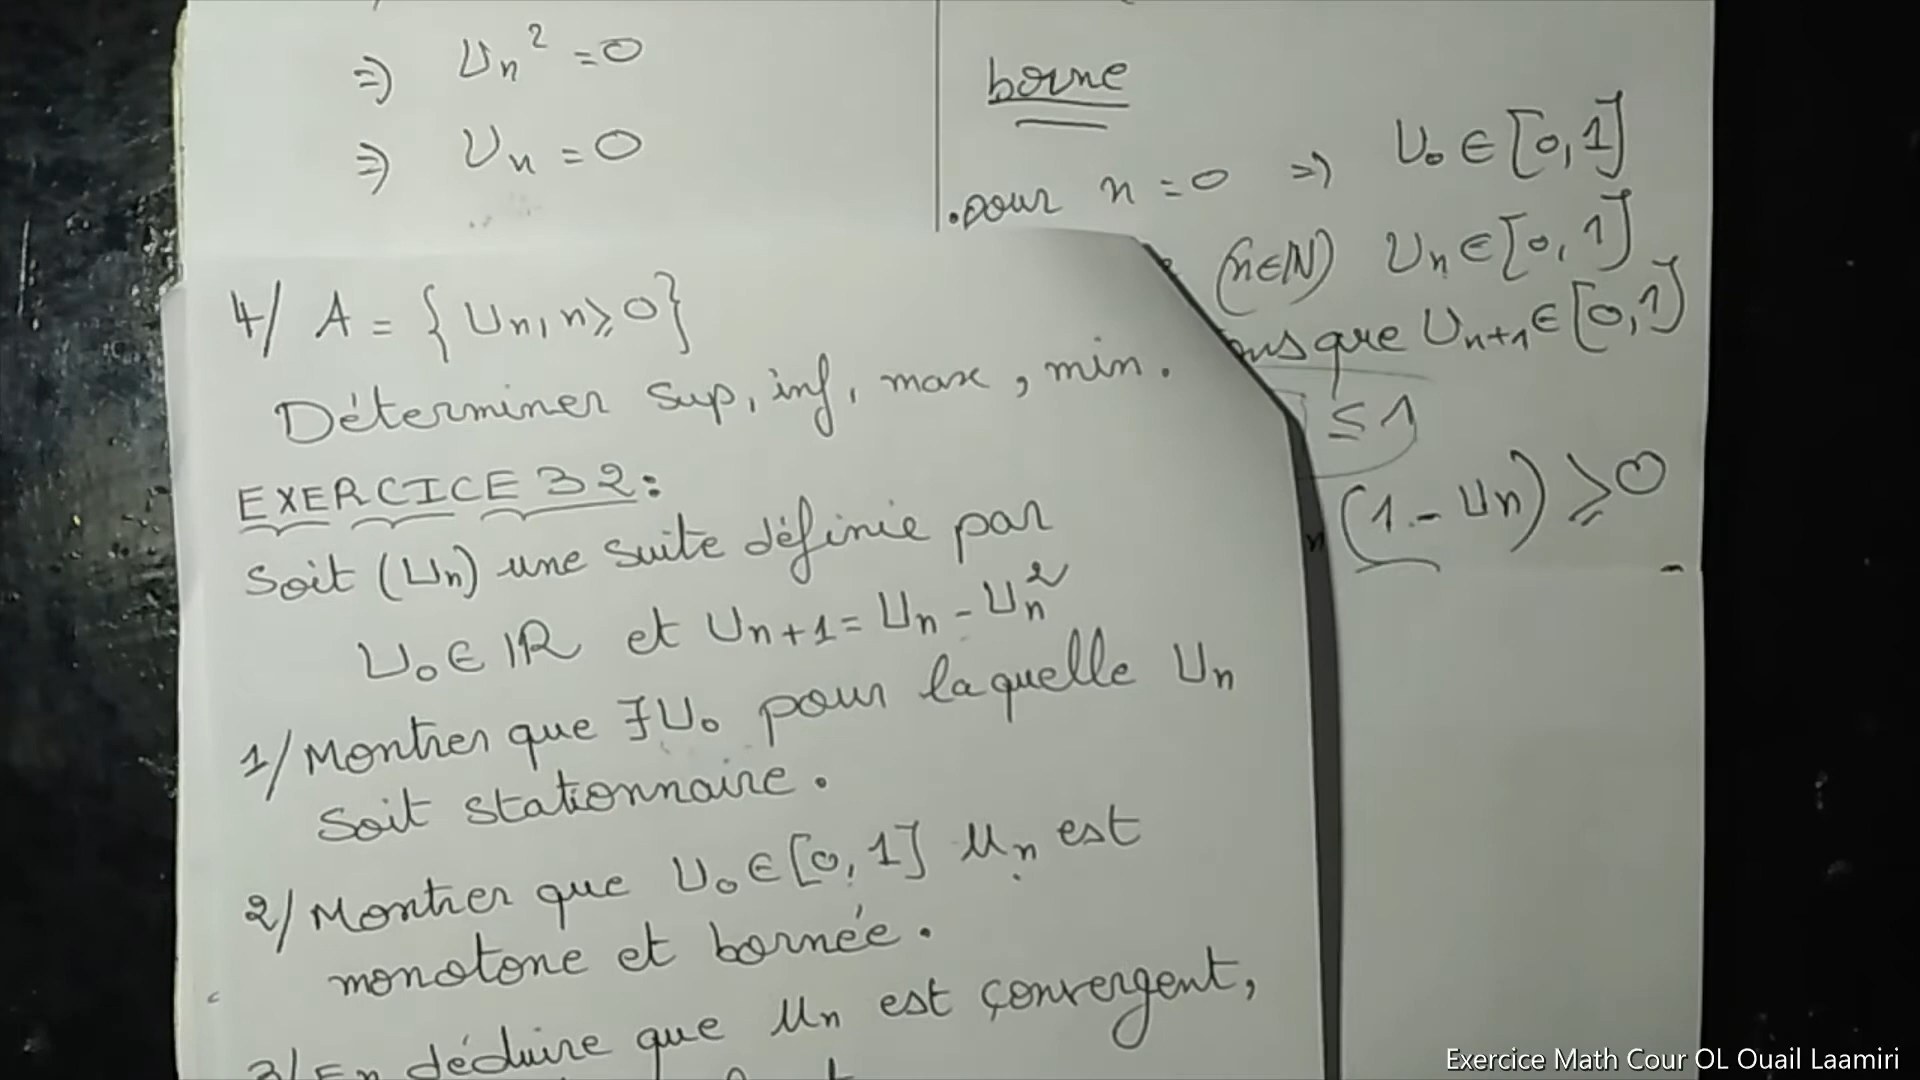 =) Un² = 0
=) Un = 0
borne
. pour n = 0 =) U₀ ∈ [0,1]
(n∈N) Un ∈ [0,1]
ons que Un+1 ∈ [0,1]
≤ 1
n (1 - Un) ≥ 0
4/ A = { Un, n ≥ 0 }
Déterminer sup, inf, max, min.
EXERCICE 32:
Soit (Un) une suite définie par
U₀ ∈ IR et Un+1 = Un - Un²
1/ Montrer que ∃U₀ pour laquelle Un
soit stationnaire.
2/ Montrer que U₀ ∈ [0,1] Un est
monotone et bornée.
3/ En déduire que Un est convergent,
Exercice Math Cour OL Ouail Laamiri